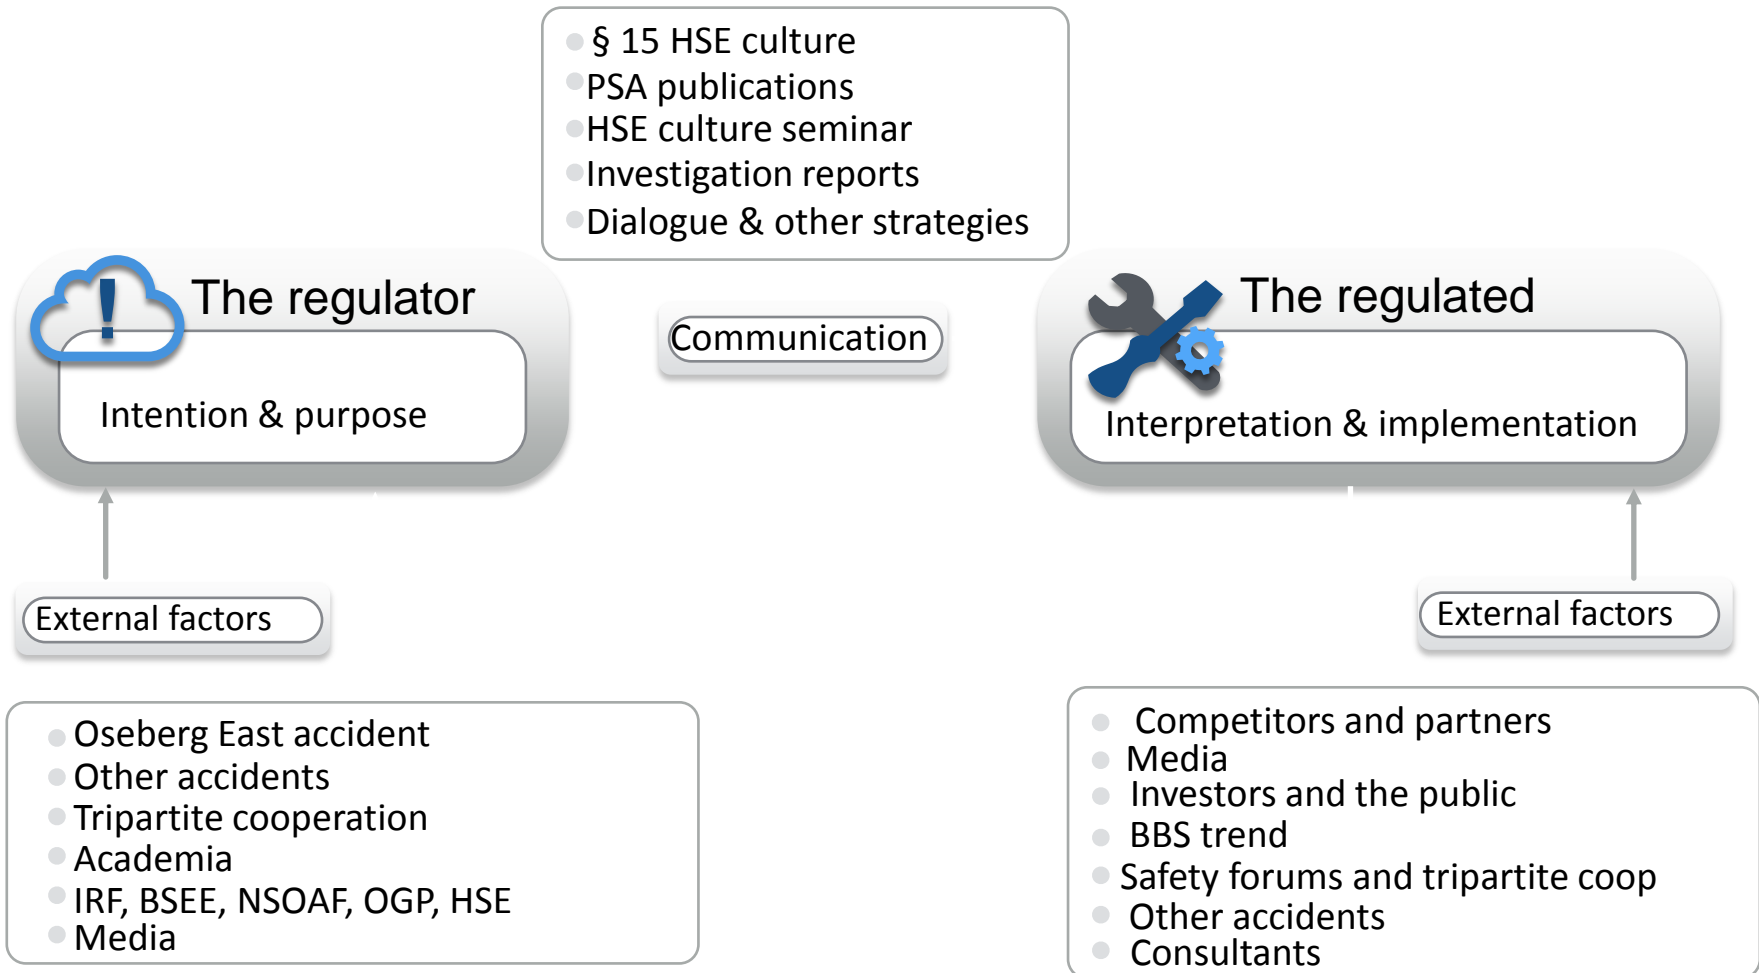 § 15 HSE culture
PSA publications
HSE culture seminar
Investigation reports
Dialogue & other strategies
The regulator
Intention & purpose
Communication
The regulated
Interpretation & implementation
External factors
Oseberg East accident
Other accidents
Tripartite cooperation
Academia
IRF, BSEE, NSOAF, OGP, HSE
Media
External factors
Competitors and partners
Media
Investors and the public
BBS trend
Safety forums and tripartite coop
Other accidents
Consultants